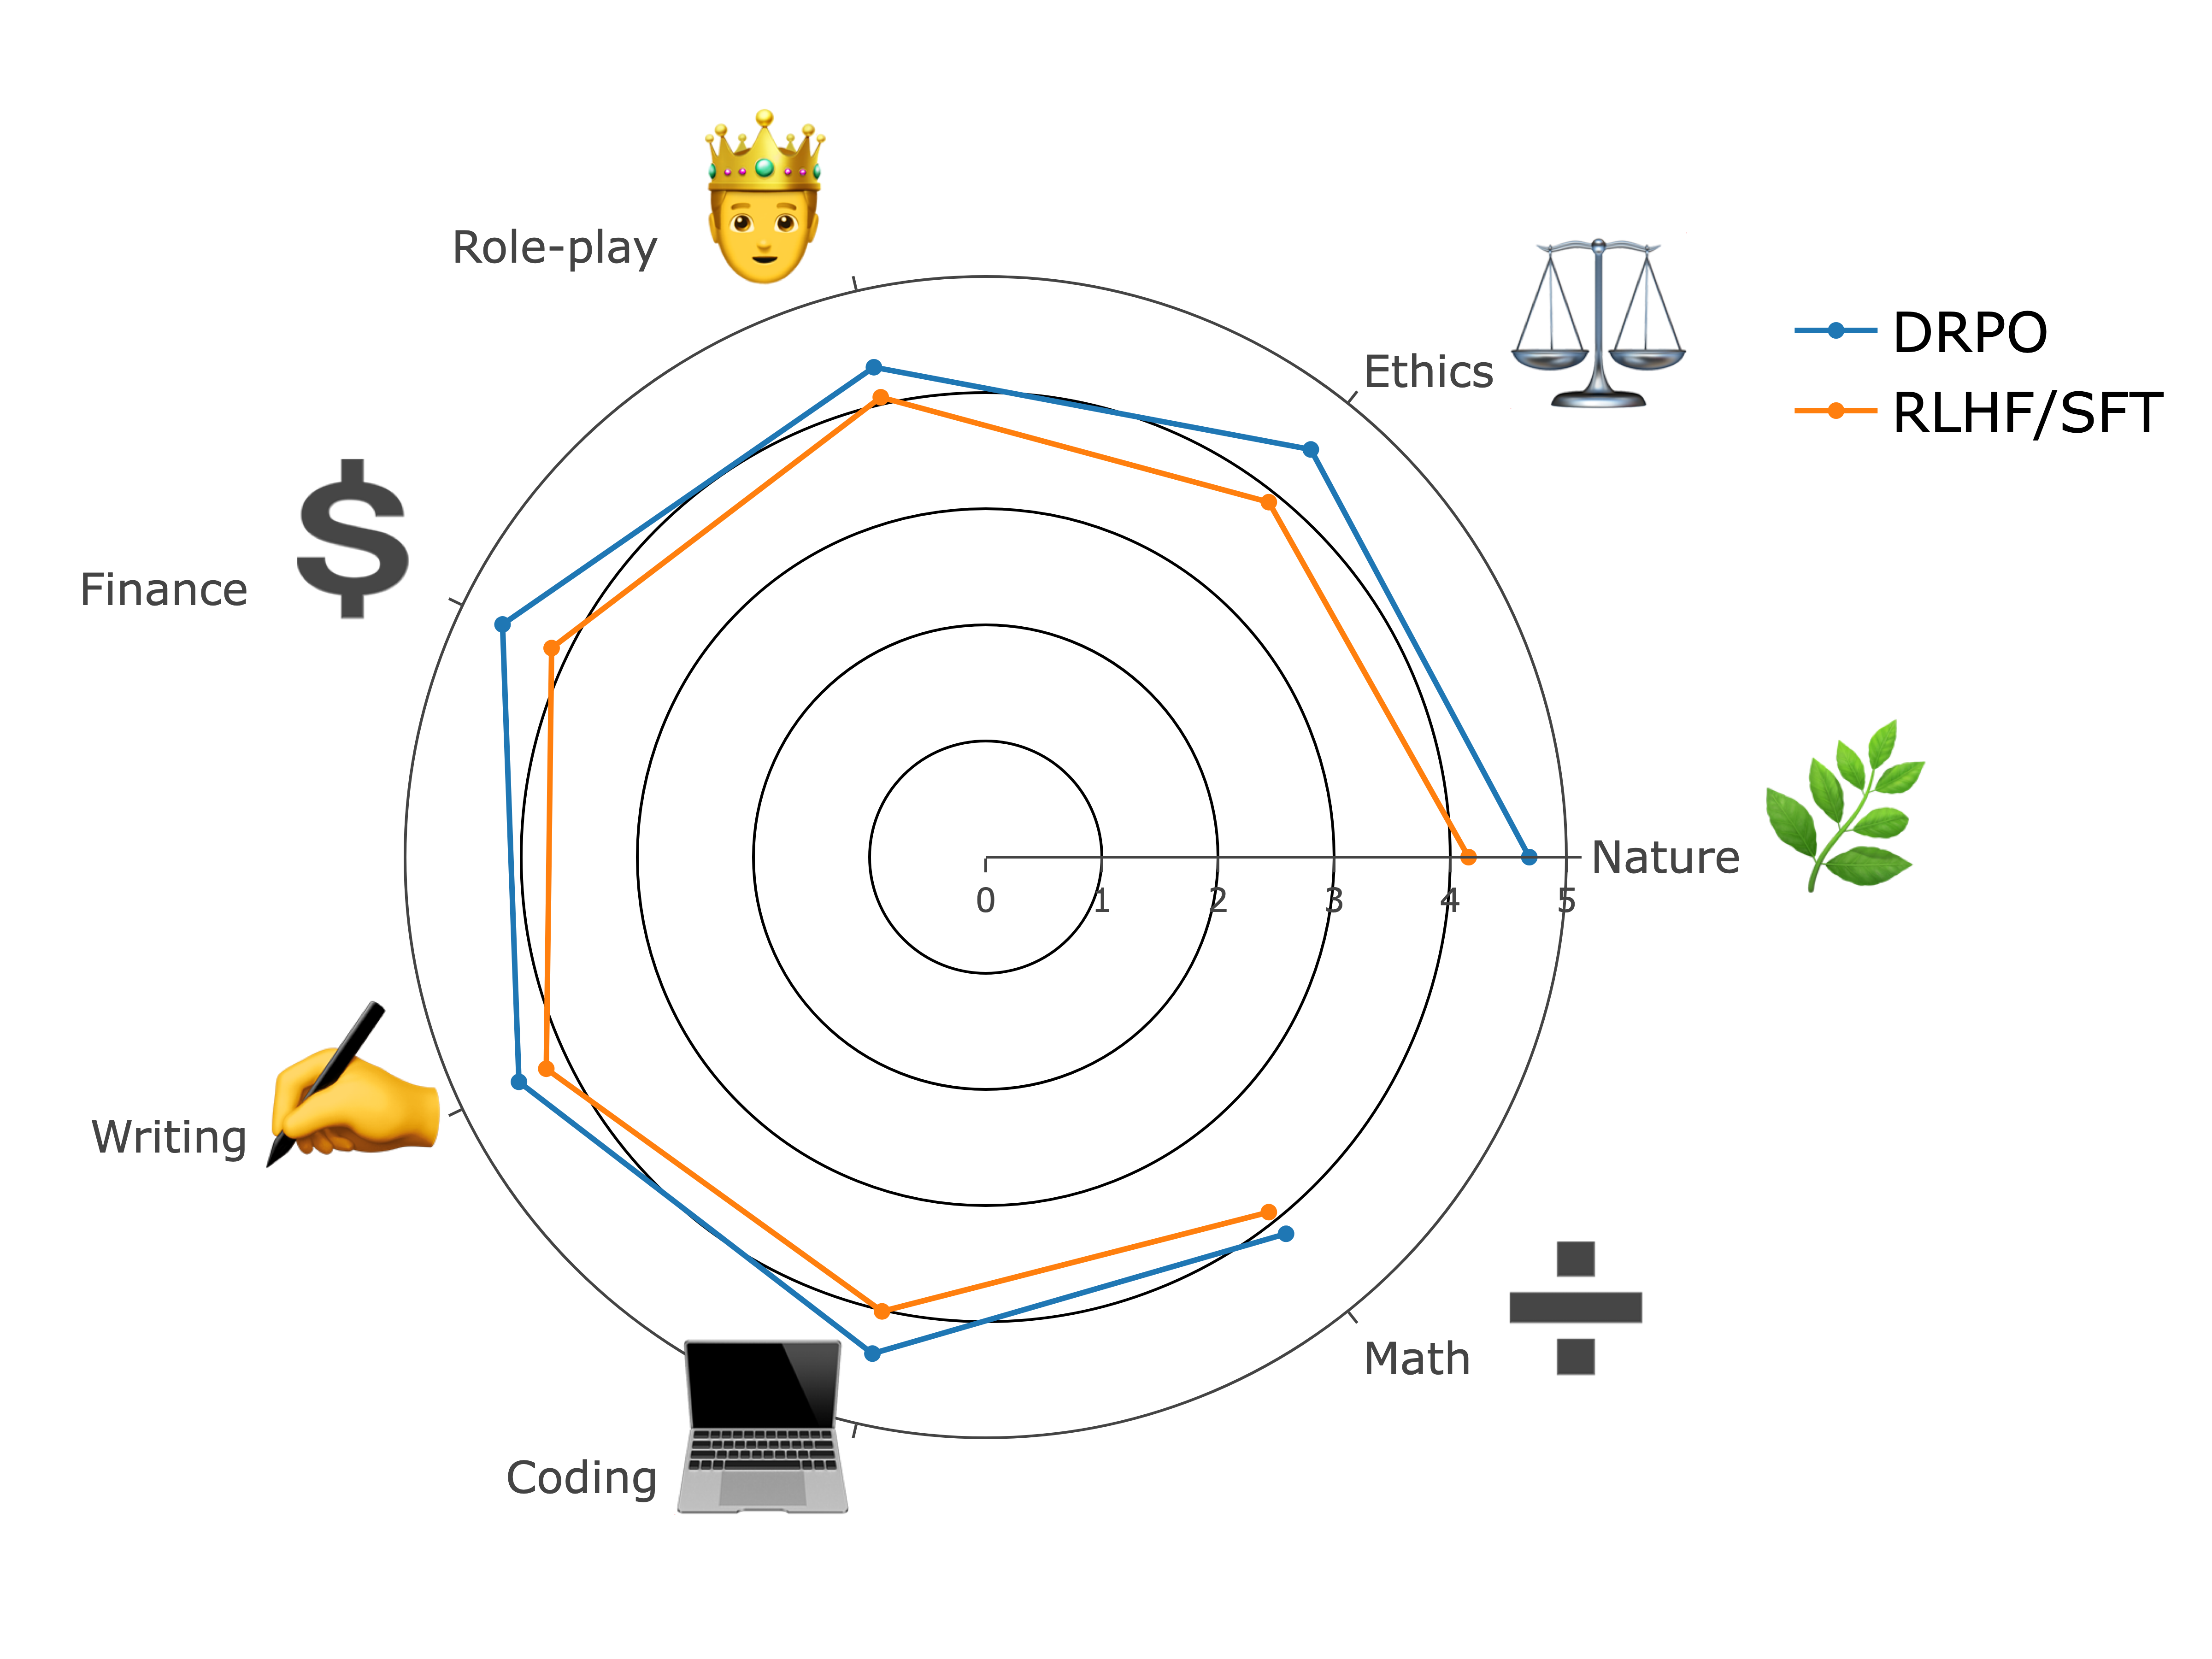 Role-play
Ethics
DRPO
RLHF/SFT
$
Finance
Nature
0 1 2 3 4 5
Writing
÷
Math
Coding